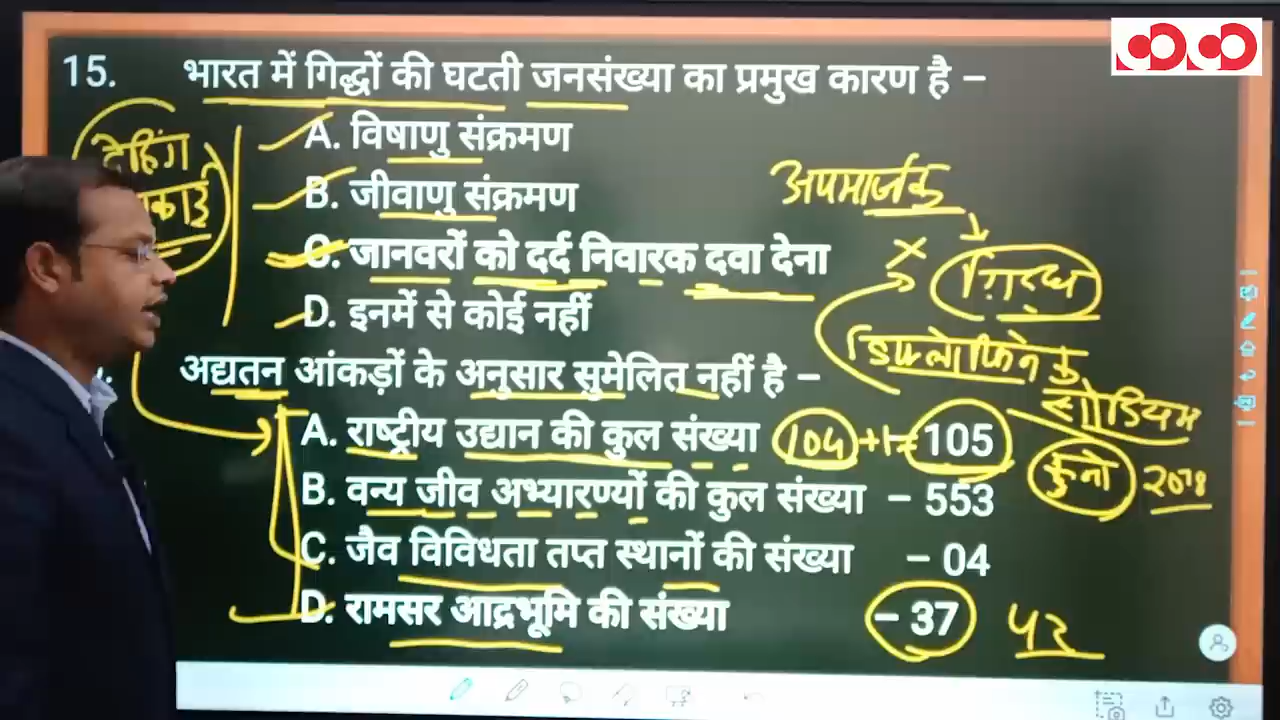 15. भारत में गिद्धों की घटती जनसंख्या का प्रमुख कारण है –
A. विषाणु संक्रमण
B. जीवाणु संक्रमण
C. जानवरों को दर्द निवारक दवा देना
D. इनमें से कोई नहीं
अपमार्जक
गिद्ध
डिक्लोफिनेक
सोडियम
अद्यतन आंकड़ों के अनुसार सुमेलित नहीं है –
A. राष्ट्रीय उद्यान की कुल संख्या 104 +1= 105
कुनो 2018
B. वन्य जीव अभ्यारण्यों की कुल संख्या – 553
C. जैव विविधता तप्त स्थानों की संख्या – 04
D. रामसर आद्रभूमि की संख्या – 37 42